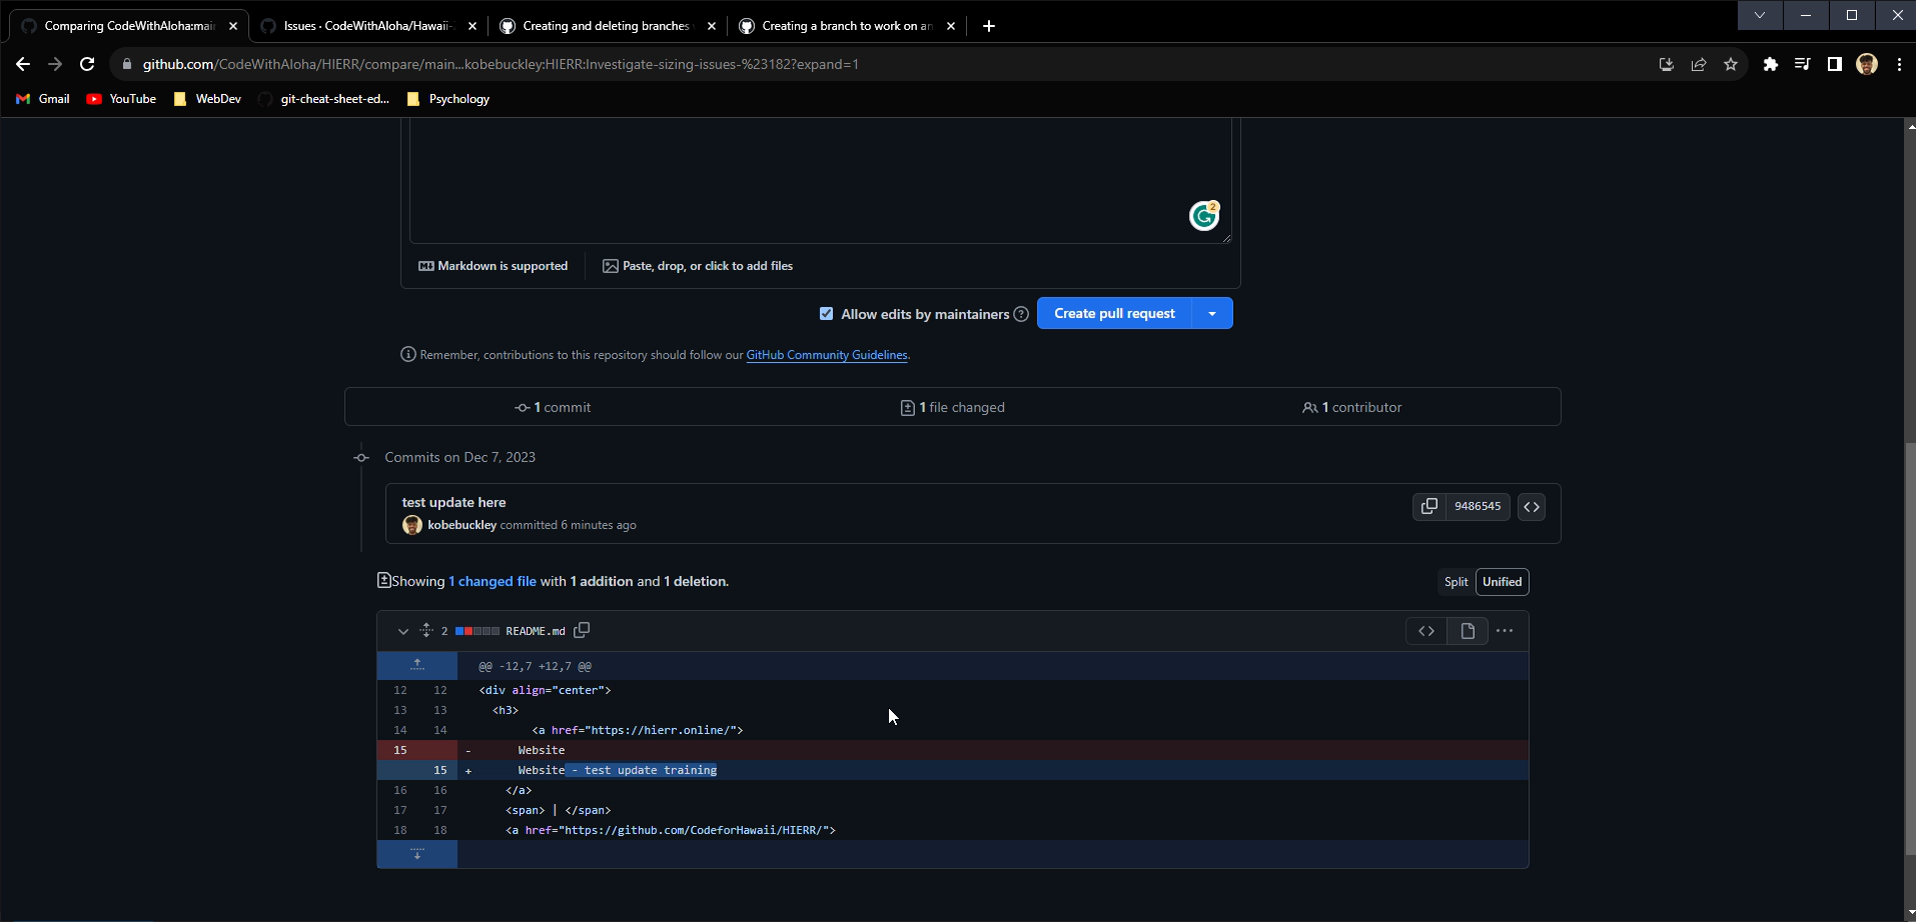 Comparing CodeWithAloha:mai
Issues · CodeWithAloha/Hawaii-
Creating and deleting branches
Creating a branch to work on an
github.com/CodeWithAloha/HIERR/compare/main...kobebuckley:HIERR:Investigate-sizing-issues-%23182?expand=1
Gmail YouTube WebDev git-cheat-sheet-ed... Psychology
2
Markdown is supported Paste, drop, or click to add files
Allow edits by maintainers Create pull request
Remember, contributions to this repository should follow our GitHub Community Guidelines.
1 commit 1 file changed 1 contributor
Commits on Dec 7, 2023
test update here
kobebuckley committed 6 minutes ago
9486545
Showing 1 changed file with 1 addition and 1 deletion.
Split Unified
2 README.md
@@ -12,7 +12,7 @@
12 12 <div align="center">
13 13 <h3>
14 14 <a href="https://hierr.online/">
15 - Website
15 + Website - test update training
16 16 </a>
17 17 <span> | </span>
18 18 <a href="https://github.com/CodeforHawaii/HIERR/">